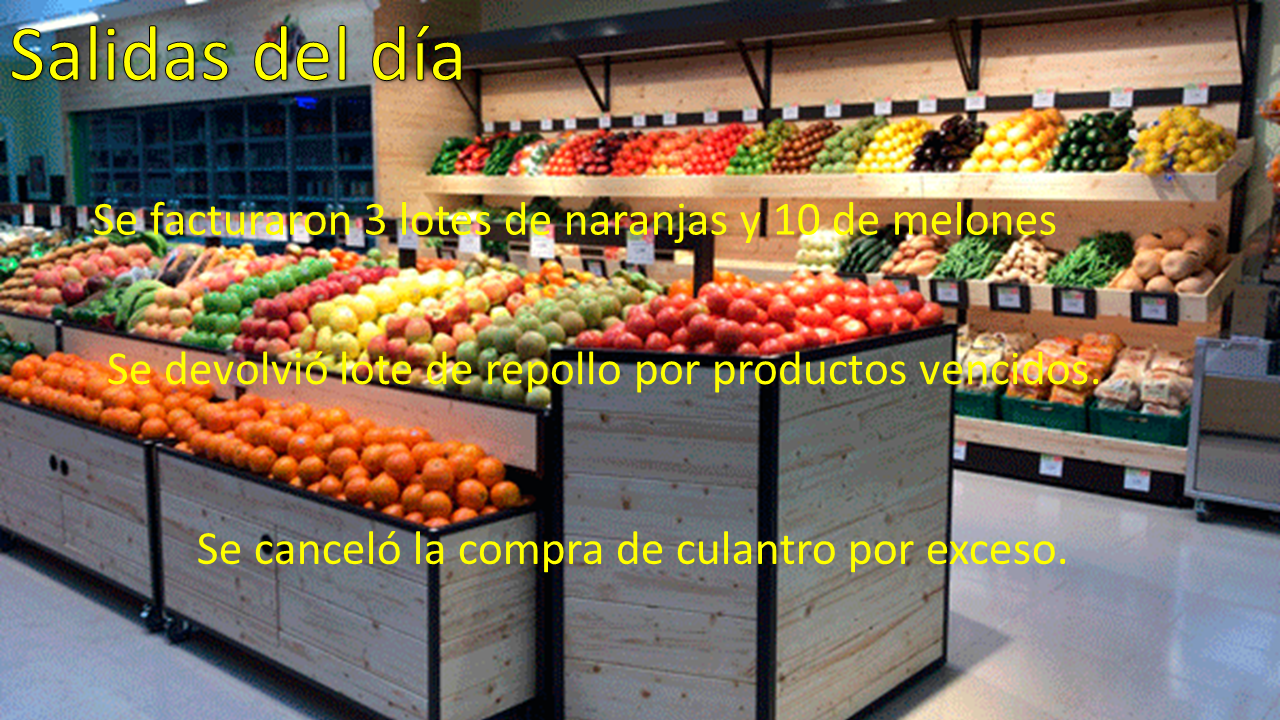 Salidas del día
Se facturaron 3 lotes de naranjas y 10 de melones
Se devolvió lote de repollo por productos vencidos.
Se canceló la compra de culantro por exceso.